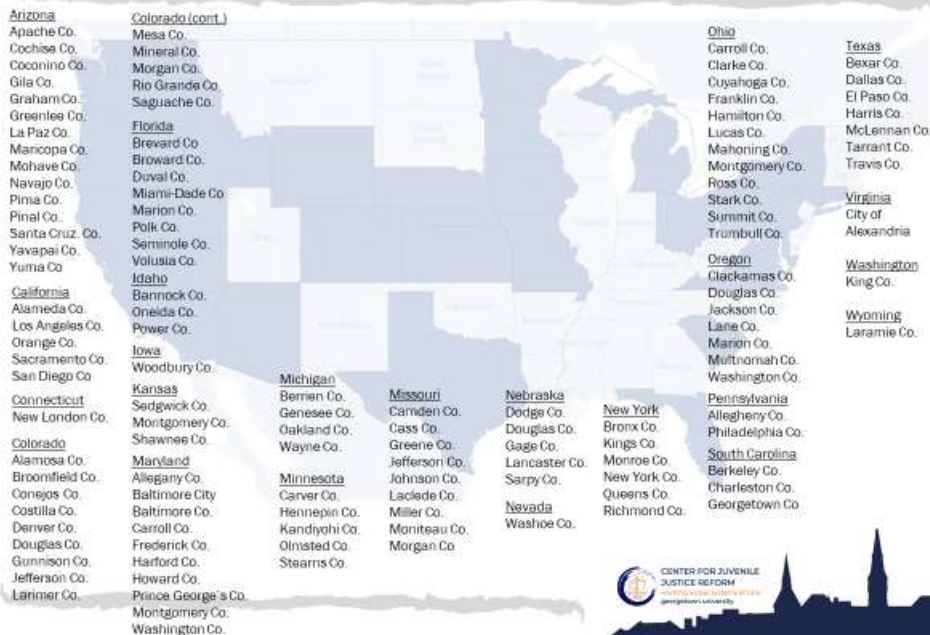 Arizona
Apache Co.
Cochise Co.
Coconino Co.
Gila Co.
Graham Co.
Greenlee Co.
La Paz Co.
Maricopa Co.
Mohave Co.
Navajo Co.
Pima Co.
Pinal Co.
Santa Cruz. Co.
Yavapai Co.
Yuma Co
California
Alameda Co.
Los Angeles Co.
Orange Co.
Sacramento Co.
San Diego Co
Connecticut
New London Co.
Colorado
Alamosa Co.
Broomfield Co.
Conejos Co.
Costilla Co.
Denver Co.
Douglas Co.
Gunnison Co.
Jefferson Co.
Larimer Co.
Colorado (cont.)
Mesa Co.
Mineral Co.
Morgan Co.
Rio Grande Co.
Saguache Co.
Florida
Brevard Co
Broward Co.
Duval Co.
Miami-Dade Co
Marion Co.
Polk Co.
Seminole Co.
Volusia Co.
Idaho
Bannock Co.
Oneida Co.
Power Co.
Iowa
Woodbury Co.
Kansas
Sedgwick Co.
Montgomery Co.
Shawnee Co.
Maryland
Allegany Co.
Baltimore City
Baltimore Co.
Carroll Co.
Frederick Co.
Harford Co.
Howard Co.
Prince George's Co.
Montgomery Co.
Washington Co.
Michigan
Berrien Co.
Genesee Co.
Oakland Co.
Wayne Co.
Minnesota
Carver Co.
Hennepin Co.
Kandiyohi Co.
Olmsted Co.
Stearns Co.
Missouri
Camden Co.
Cass Co.
Greene Co.
Jefferson Co.
Johnson Co.
Laclede Co.
Miller Co.
Moniteau Co.
Morgan Co
Nebraska
Dodge Co.
Douglas Co.
Gage Co.
Lancaster Co.
Sarpy Co.
Nevada
Washoe Co.
New York
Bronx Co.
Kings Co.
Monroe Co.
New York Co.
Queens Co.
Richmond Co.
Ohio
Carroll Co.
Clarke Co.
Cuyahoga Co.
Franklin Co.
Hamilton Co.
Lucas Co.
Mahoning Co.
Montgomery Co.
Ross Co.
Stark Co.
Summit Co.
Trumbull Co.
Oregon
Clackamas Co.
Douglas Co.
Jackson Co.
Lane Co.
Marion Co.
Multnomah Co.
Washington Co.
Pennsylvania
Allegheny Co.
Philadelphia Co.
South Carolina
Berkeley Co.
Charleston Co.
Georgetown Co
Texas
Bexar Co.
Dallas Co.
El Paso Co.
Harris Co.
McLennan Co.
Tarrant Co.
Travis Co.
Virginia
City of
Alexandria
Washington
King Co.
Wyoming
Laramie Co.
CENTER FOR JUVENILE
JUSTICE REFORM
georgetown university